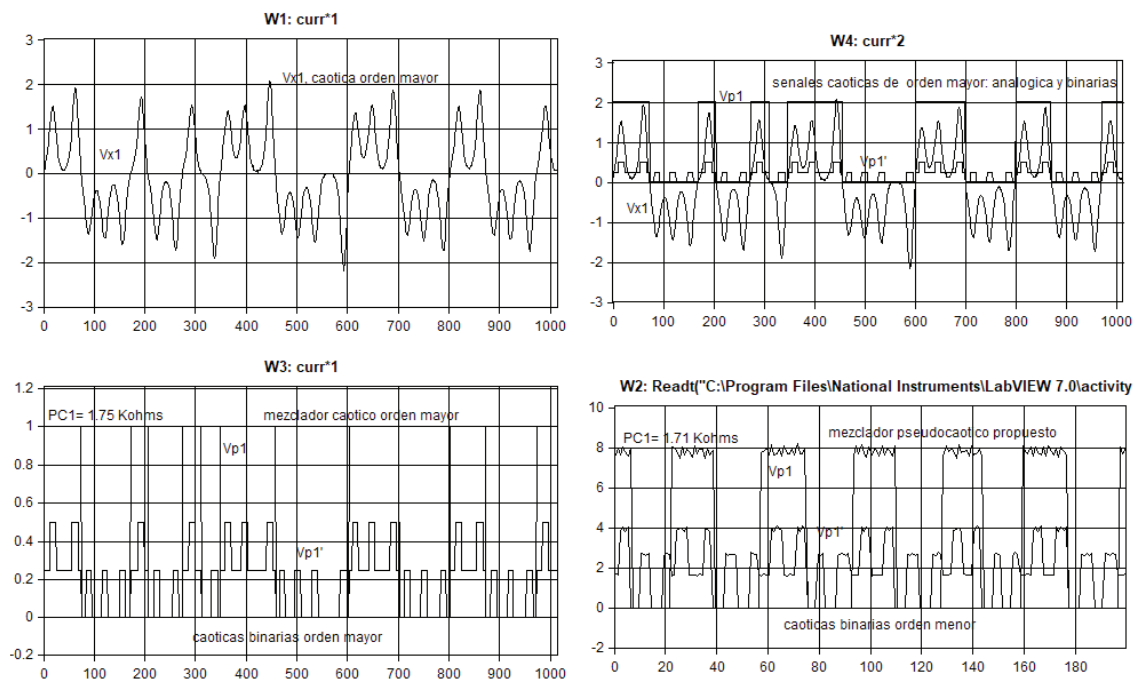 W1: curr*1
3
Vx1, caotica orden mayor
2
1
Vx1
0
-1
-2
-3
0 100 200 300 400 500 600 700 800 900 1000
W4: curr*2
3
senales caoticas de orden mayor: analogica y binarias
Vp1
2
1
Vp1'
0
Vx1
-1
-2
-3
0 100 200 300 400 500 600 700 800 900 1000
W3: curr*1
1.2
PC1= 1.75 Kohms
mezclador caotico orden mayor
1
Vp1
0.8
0.6
0.4
Vp1'
0.2
0
caoticas binarias orden mayor
-0.2
0 100 200 300 400 500 600 700 800 900 1000
W2: Readt("C:\Program Files\National Instruments\LabVIEW 7.0\activity
10
PC1= 1.71 Kohms
mezclador pseudocaotico propuesto
8
Vp1
6
4
Vp1'
2
0
caoticas binarias orden menor
-2
0 20 40 60 80 100 120 140 160 180